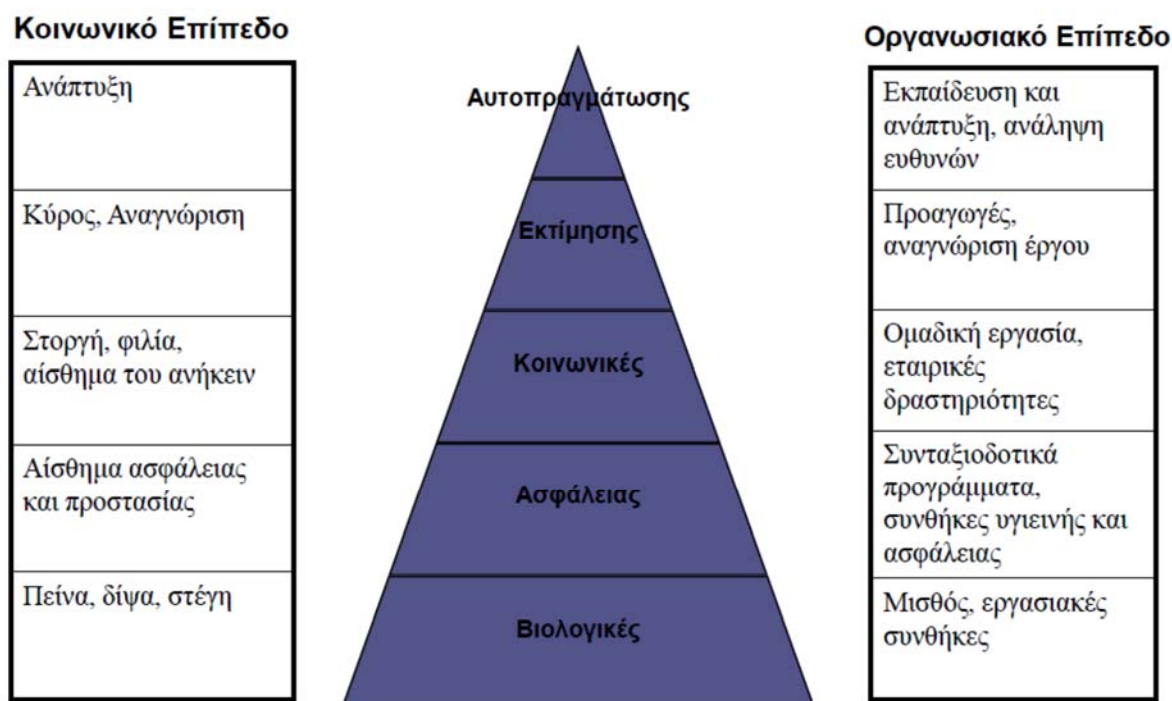 Κοινωνικό Επίπεδο
Ανάπτυξη
Κύρος, Αναγνώριση
Στοργή, φιλία,
αίσθημα του ανήκειν
Αίσθημα ασφάλειας
και προστασίας
Πείνα, δίψα, στέγη
Αυτοπραγμάτωσης
Εκτίμησης
Κοινωνικές
Ασφάλειας
Βιολογικές
Οργανωσιακό Επίπεδο
Εκπαίδευση και
ανάπτυξη, ανάληψη
ευθυνών
Προαγωγές,
αναγνώριση έργου
Ομαδική εργασία,
εταιρικές
δραστηριότητες
Συνταξιοδοτικά
προγράμματα,
συνθήκες υγιεινής και
ασφάλειας
Μισθός, εργασιακές
συνθήκες